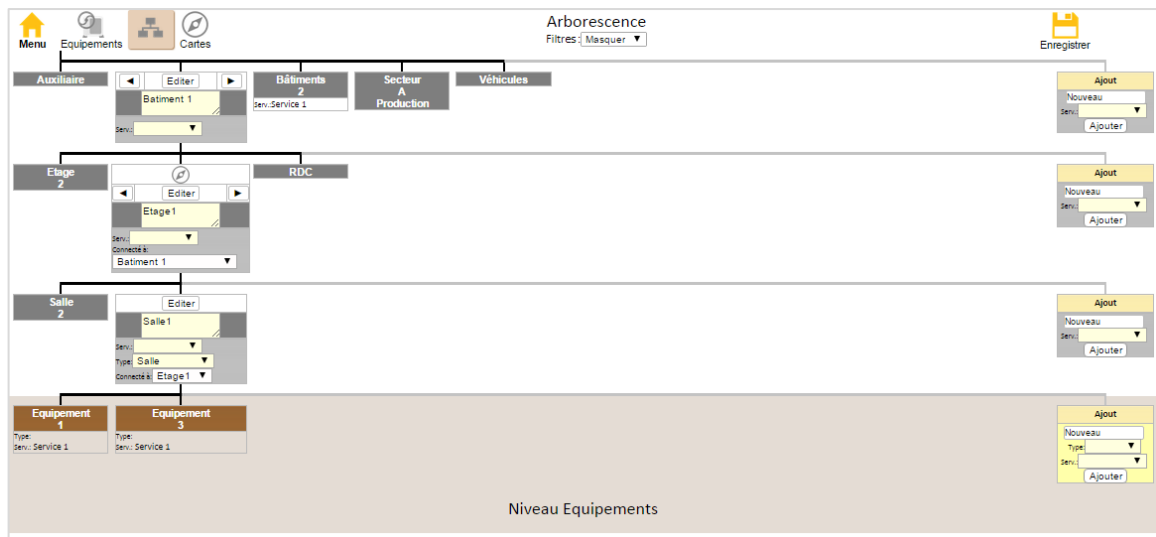 Arborescence
Filtres: Masquer ▼
Menu
Equipements
Cartes
Enregistrer
Auxiliaire
◄ Editer ►
Batiment 1
Serv.: ▼
Bâtiments
2
Serv.:Service 1
Secteur
A
Production
Véhicules
Ajout
Nouveau
Serv.: ▼
Ajouter
Etage
2
◄ Editer ►
Etage1
Serv.: ▼
Connecté à:
Batiment 1 ▼
RDC
Ajout
Nouveau
Serv.: ▼
Ajouter
Salle
2
Editer
Salle1
Serv.: ▼
Type: Salle ▼
Connecté à: Etage1 ▼
Ajout
Nouveau
Serv.: ▼
Ajouter
Equipement
1
Type:
Serv.: Service 1
Equipement
3
Type:
Serv.: Service 1
Ajout
Nouveau
Type: ▼
Serv.: ▼
Ajouter
Niveau Equipements